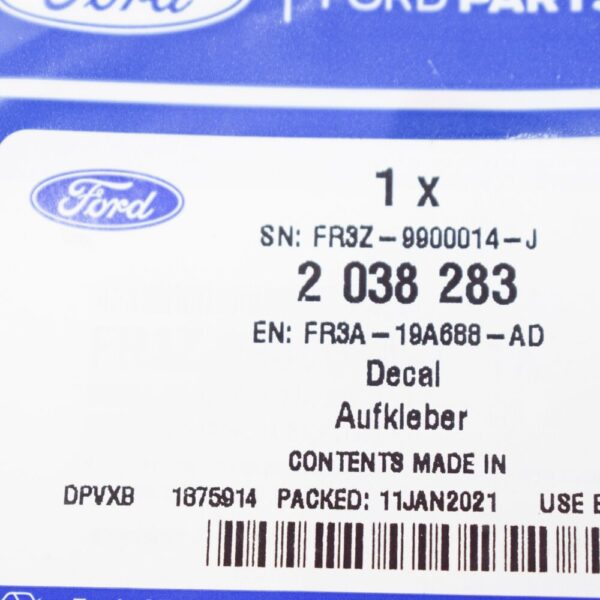 Ford | FORD PARTS
Ford
1 x
SN: FR3Z-9900014-J
2 038 283
EN: FR3A-19A688-AD
Decal
Aufkleber
CONTENTS MADE IN
DPVXB 1875914 PACKED: 11JAN2021 USE